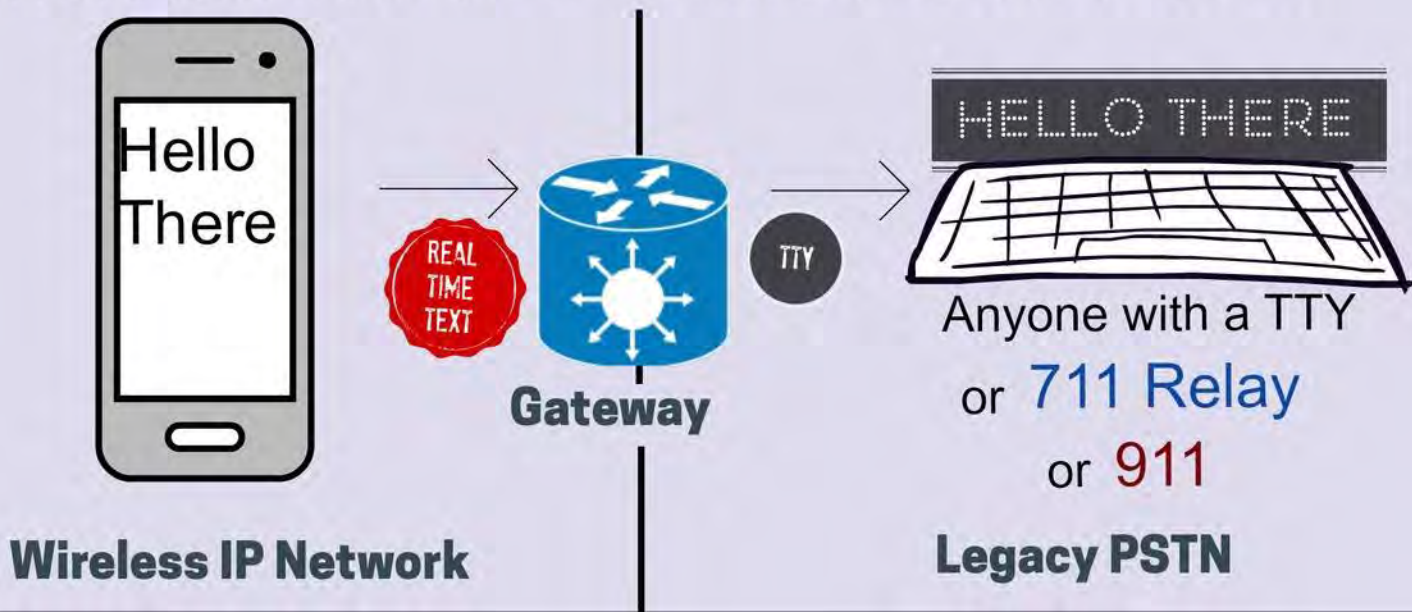 Hello
There
REAL
TIME
TEXT
Gateway
TTY
HELLO THERE
Anyone with a TTY
or 711 Relay
or 911
Wireless IP Network
Legacy PSTN